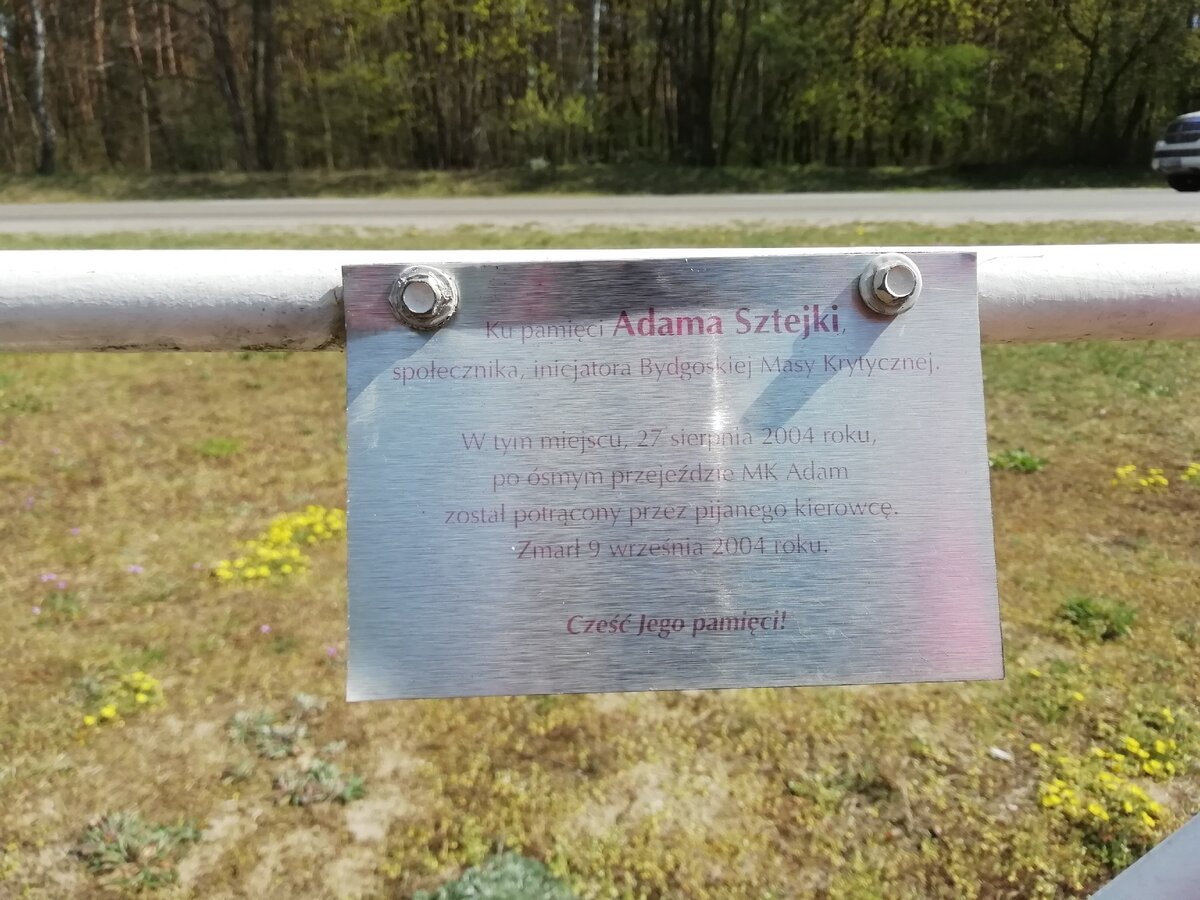 Ku pamięci Adama Sztejki,
społecznika, inicjatora Bydgoskiej Masy Krytycznej.
W tym miejscu, 27 sierpnia 2004 roku,
po ósmym przejeździe MK Adam
został potrącony przez pijanego kierowcę.
Zmarł 9 września 2004 roku.
Cześć Jego pamięci!